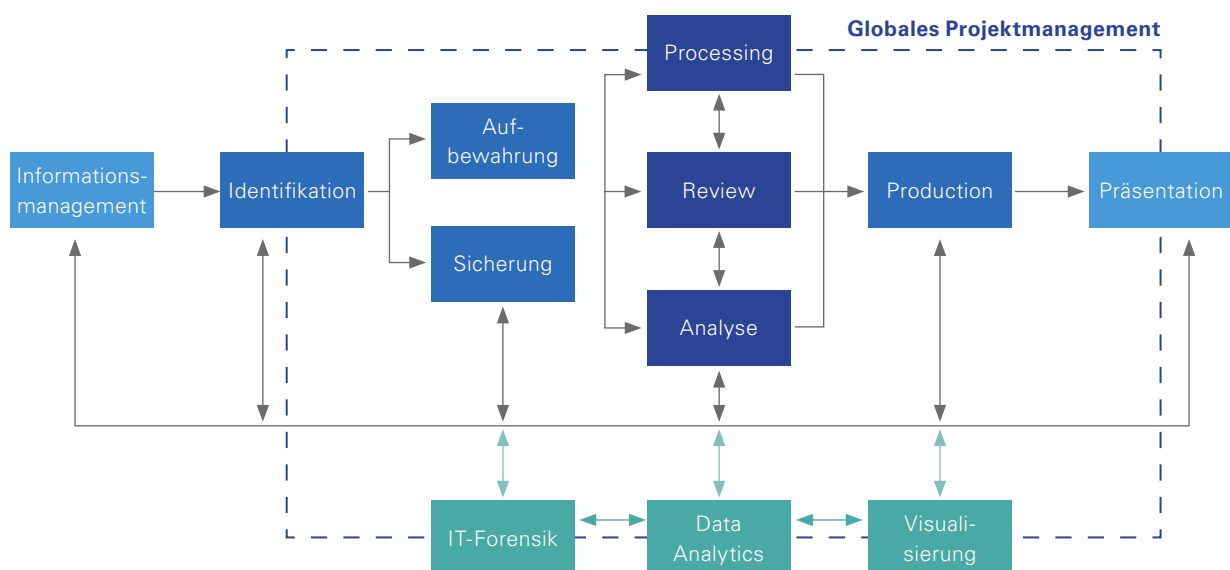 Globales Projektmanagement
Processing
Auf-
bewahrung
Informations-
management
Identifikation
Review
Production
Präsentation
Sicherung
Analyse
IT-Forensik
Data
Analytics
Visuali-
sierung